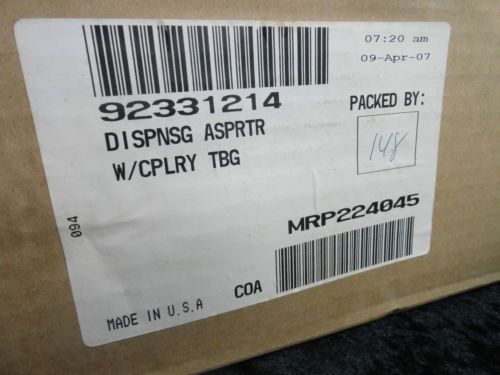 07:20 am
09-Apr-07
92331214
DISPNSG ASPRTR
W/CPLRY TBG
PACKED BY:
148
094
MRP224045
COA
MADE IN U.S.A